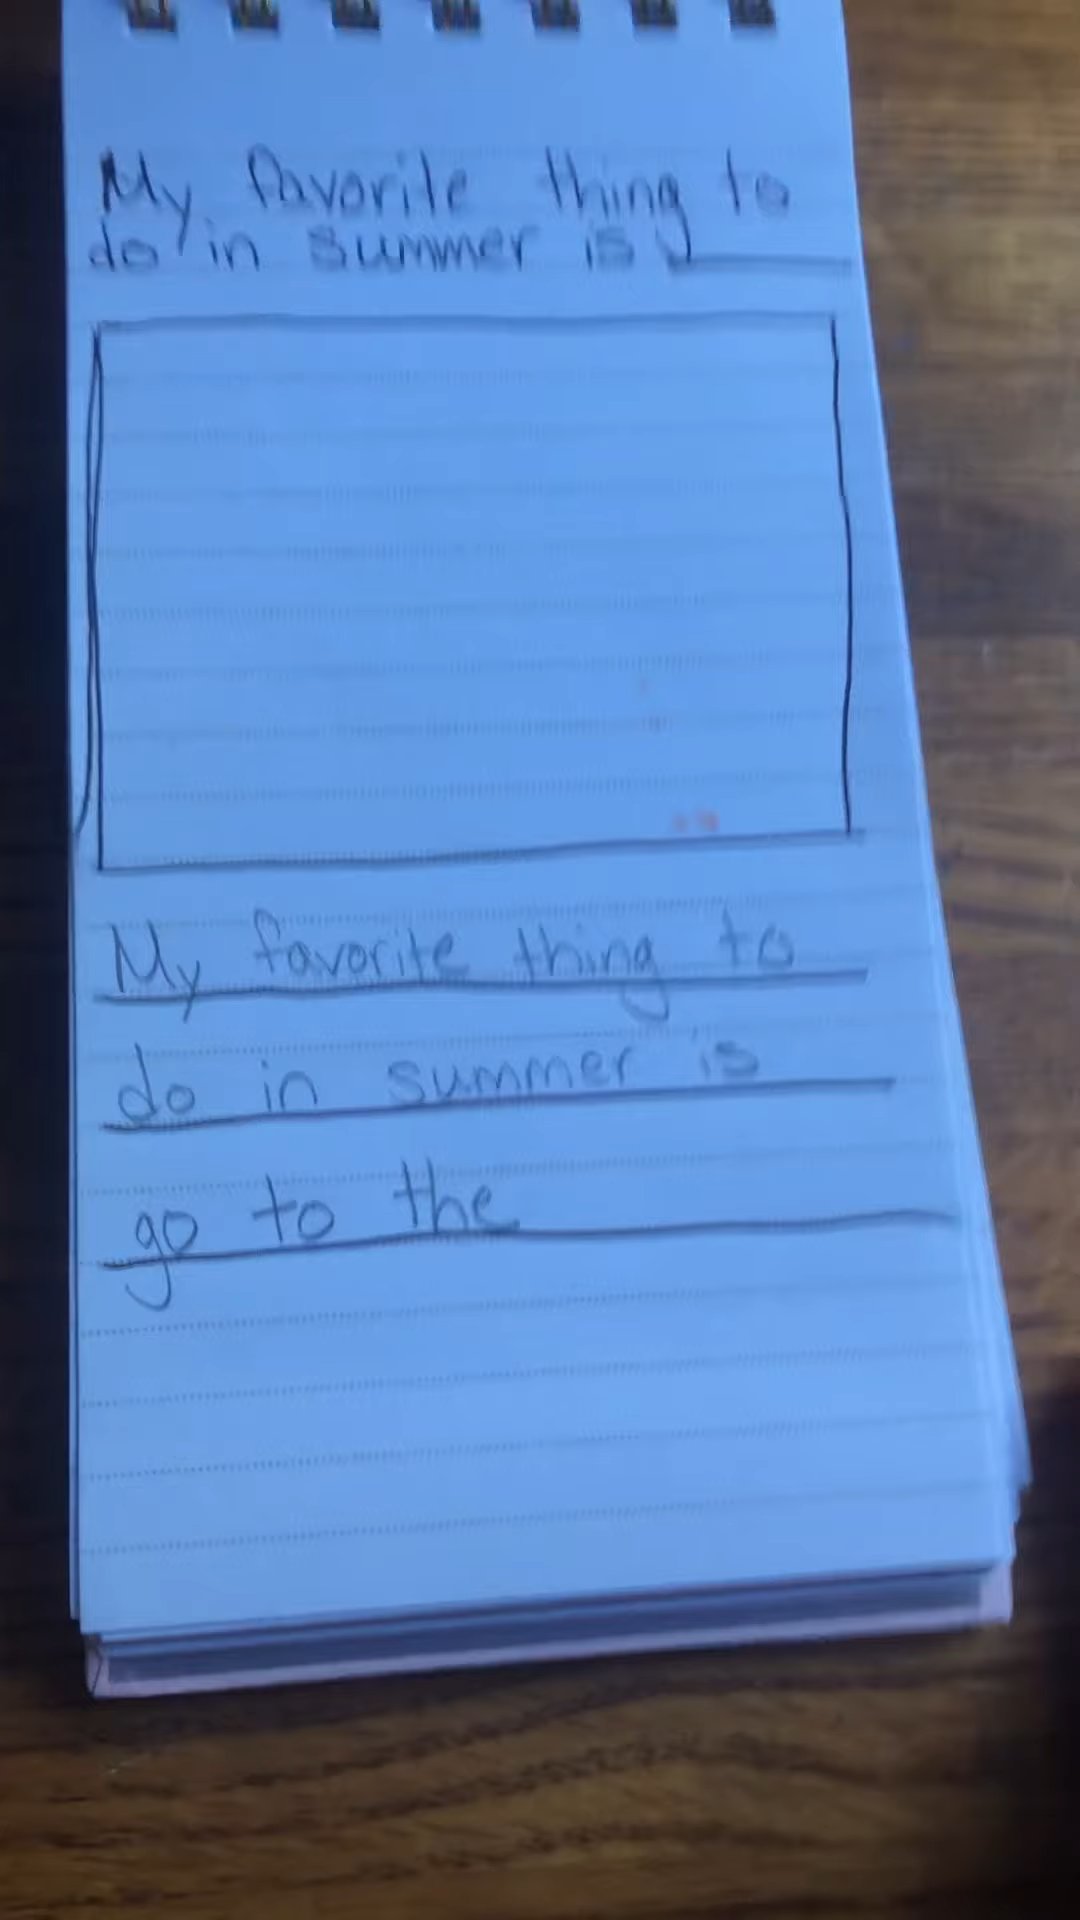 My favorite thing to
do in summer is ______
My favorite thing to
do in summer is
go to the